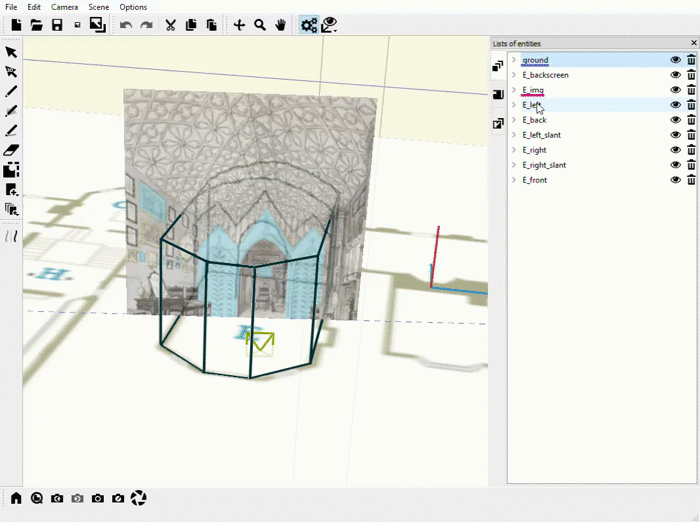 File Edit Camera Scene Options
Lists of entities
ground
E_backscreen
E_img
E_left
E_back
E_left_slant
E_right
E_right_slant
E_front
.H.
E